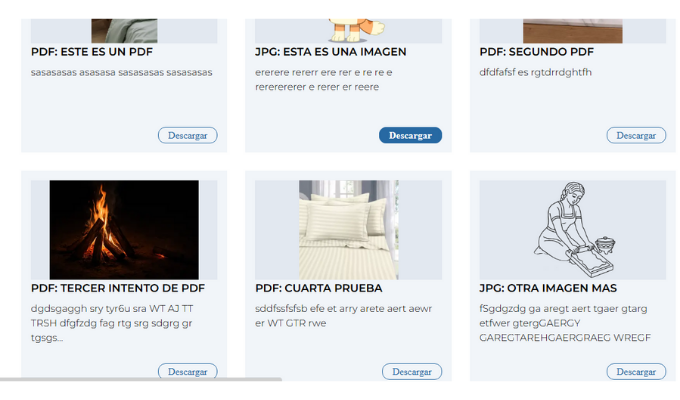 PDF: ESTE ES UN PDF
sasasasas asasasa sasasasas sasasasas
Descargar
JPG: ESTA ES UNA IMAGEN
ererere rererr ere rer e re re e
rerererererer e rerer er reere
Descargar
PDF: SEGUNDO PDF
dfdfafsf es rgtdrrdghtfh
Descargar
PDF: TERCER INTENTO DE PDF
dgdsgaggh sry tyr6u sra WT AJ TT
TRSH dfgfzdg fag rtg srg sdgrg gr
tgsgs...
Descargar
PDF: CUARTA PRUEBA
sddfssfsfsb efe et arry arete aert aewr
er WT GTR rwe
Descargar
JPG: OTRA IMAGEN MAS
fSgdgzdg ga aregt aert tgaer gtarg
etfwer gtergGAERGY
GAREGTAREHGAERGRAEG WREGF
Descargar